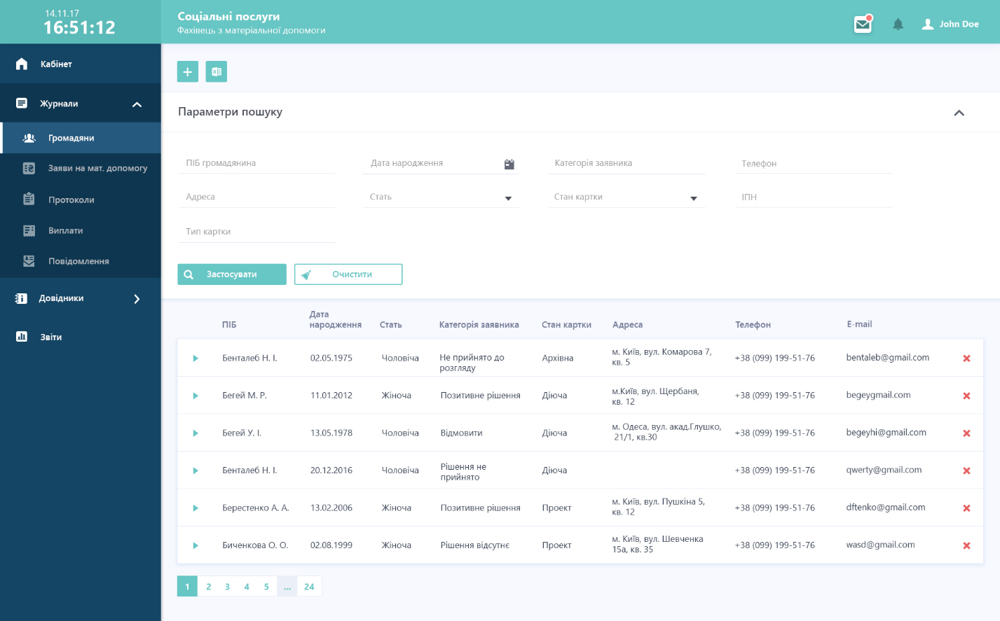 14.11.17
16:51:12
Соціальні послуги
Фахівець з матеріальної допомоги
John Doe
Кабінет
Журнали
Громадяни
Заяви на мат. допомогу
Протоколи
Виплати
Повідомлення
Довідники
Звіти
Параметри пошуку
ПІБ громадянина
Дата народження
Категорія заявника
Телефон
Адреса
Стать
Стан картки
ІПН
Тип картки
Застосувати
Очистити
ПІБ
Дата
народження
Стать
Категорія заявника
Стан картки
Адреса
Телефон
E-mail
Бенталеб Н. І.
02.05.1975
Чоловіча
Не прийнято до
розгляду
Архівна
м. Київ, вул. Комарова 7,
кв. 5
+38 (099) 199-51-76
bentaleb@gmail.com
Бегей М. Р.
11.01.2012
Жіноча
Позитивне рішення
Діюча
м.Київ, вул. Щербаня,
кв. 12
+38 (099) 199-51-76
begeygmail.com
Бегей У. І.
13.05.1978
Чоловіча
Відмовити
Діюча
м. Одеса, вул. акад.Глушко,
21/1, кв.30
+38 (099) 199-51-76
begeyhi@gmail.com
Бенталеб Н. І.
20.12.2016
Чоловіча
Рішення не
прийнято
Діюча
+38 (099) 199-51-76
qwerty@gmail.com
Берестенко А. А.
13.02.2006
Жіноча
Позитивне рішення
Проект
м. Київ, вул. Пушкіна 5,
кв. 12
+38 (099) 199-51-76
dftenko@gmail.com
Биченкова О. О.
02.08.1999
Жіноча
Рішення відсутнє
Проект
м. Київ, вул. Шевченка
15а, кв. 35
+38 (099) 199-51-76
wasd@gmail.com
1 2 3 4 5 ... 24